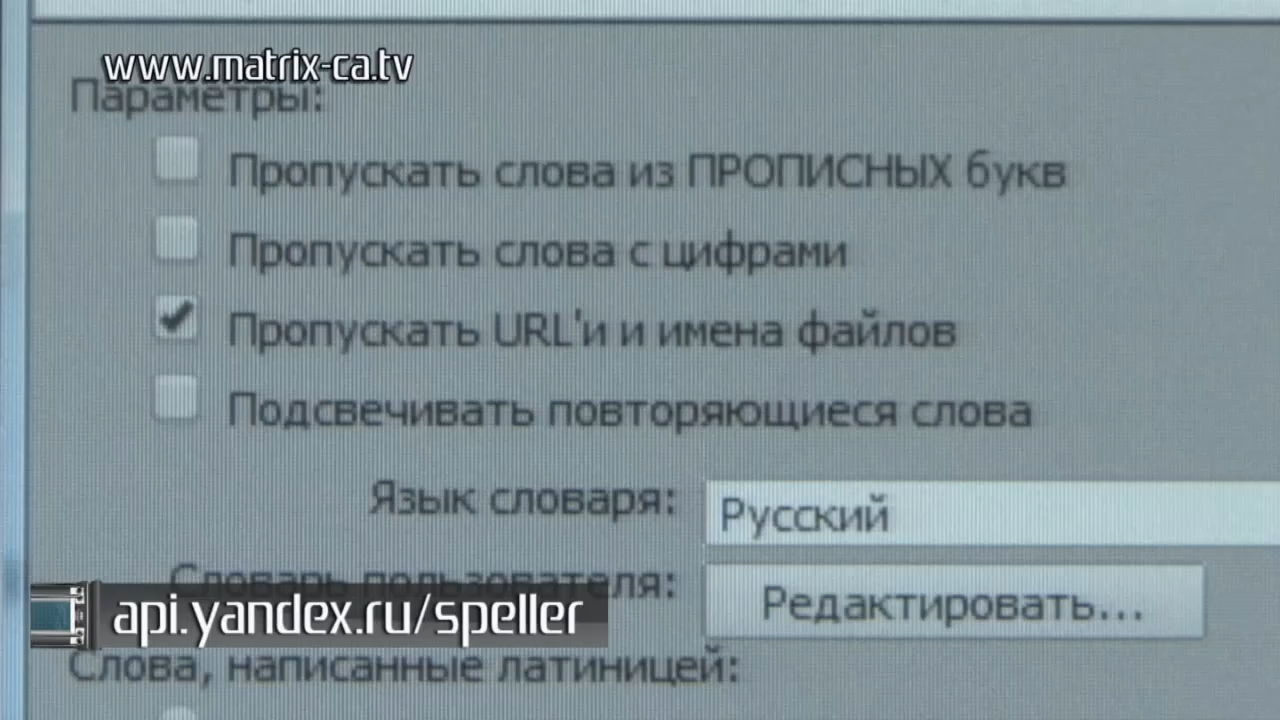 www.matrix-ca.tv
Параметры:
Пропускать слова из ПРОПИСНЫХ букв
Пропускать слова с цифрами
Пропускать URL'и и имена файлов
Подсвечивать повторяющиеся слова
Язык словаря: Русский
Словарь пользователя: Редактировать...
api.yandex.ru/speller
Слова, написанные латиницей: